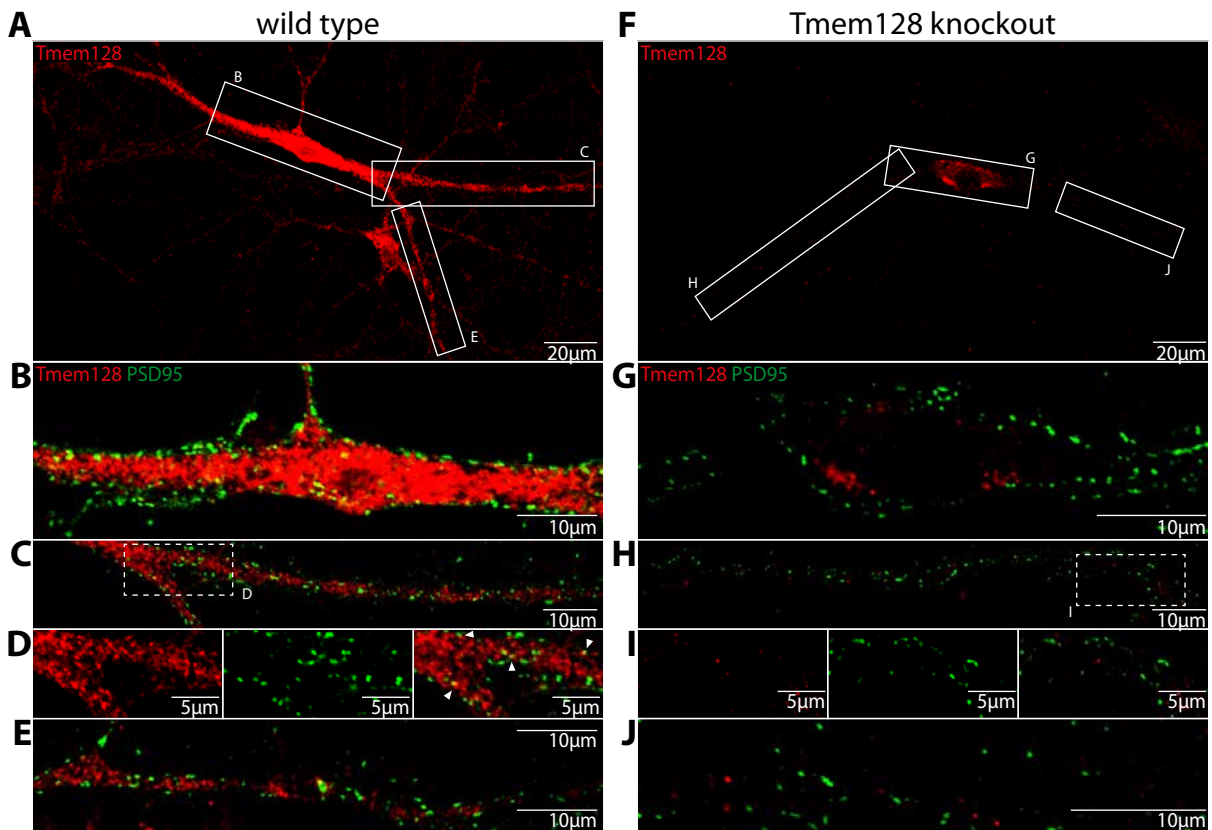 wild type
A
Tmem128
B
C
E
20µm
B
Tmem128 PSD95
10µm
C
D
10µm
D
5µm
5µm
5µm
E
10µm
10µm
Tmem128 knockout
F
Tmem128
G
H
J
20µm
G
Tmem128 PSD95
10µm
H
I
10µm
I
5µm
5µm
5µm
J
10µm